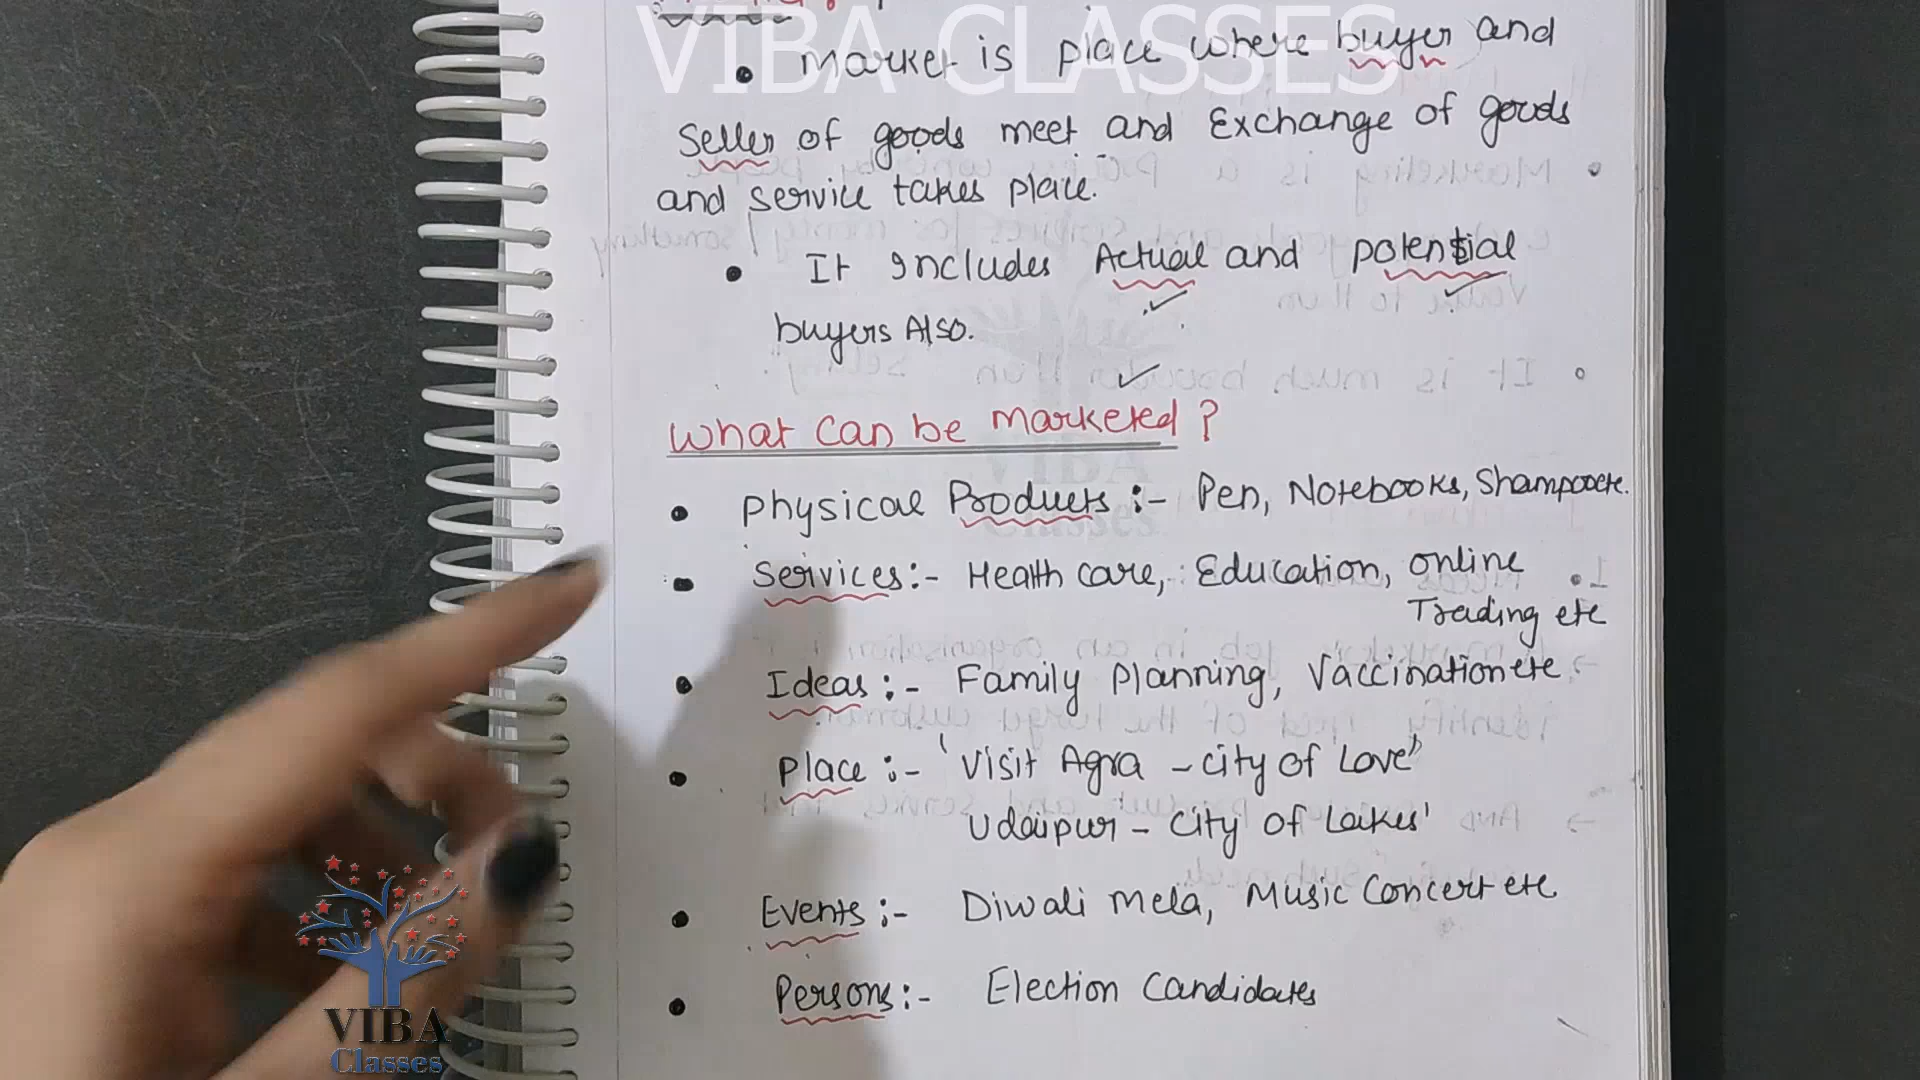 VIBA CLASSES
• Market is place where buyer and
Seller of goods meet and Exchange of goods
and service takes place.
• It Includes Actual and potential
buyers Also.
What can be marketed?
• Physical Products :- Pen, Notebooks, Shampoo etc.
• Services :- Health care, Education, online
Trading etc
• Ideas :- Family Planning, Vaccination etc.
• Place :- 'Visit Agra - City of Love'
Udaipur - City of Lakes'
• Events :- Diwali Mela, Music Concert etc
• Persons :- Election Candidates
VIBA
Classes